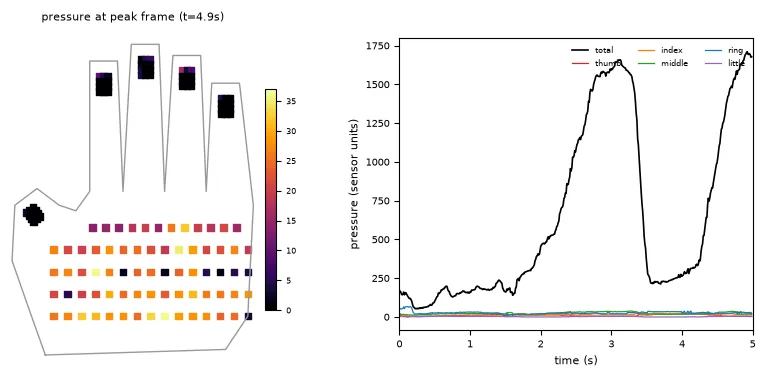 pressure at peak frame (t=4.9s)
35
30
25
20
15
10
5
0
pressure (sensor units)
1750
1500
1250
1000
750
500
250
0
total
thumb
index
middle
ring
little
0 1 2 3 4 5
time (s)